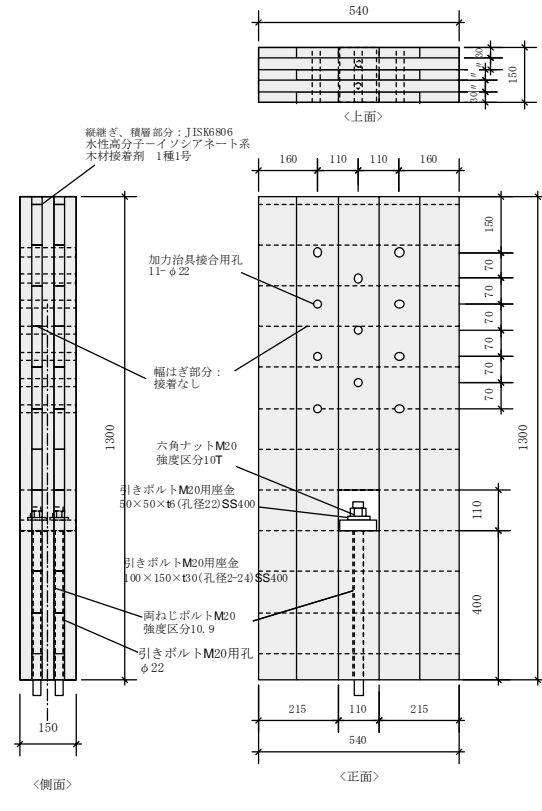 540
30
〃
〃
〃
30
150
<上面>
縦継ぎ、積層部分：JISK6806
水性高分子－イソシアネート系
木材接着剤　1種1号
160
110
110
160
150
加力治具接合用孔
11-φ22
70
70
70
70
70
70
幅はぎ部分：
接着なし
1300
1300
六角ナットM20
強度区分10T
引きボルトM20用座金
50×50×t6(孔径22)SS400
110
引きボルトM20用座金
100×150×t30(孔径2-24)SS400
400
両ねじボルトM20
強度区分10.9
引きボルトM20用孔
φ22
150
215
110
215
540
<側面>
<正面>